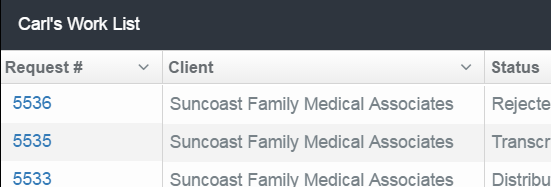 Carl's Work List
Request # Client Status
5536 Suncoast Family Medical Associates Rejecte
5535 Suncoast Family Medical Associates Transcr
5533 Suncoast Family Medical Associates Distribu